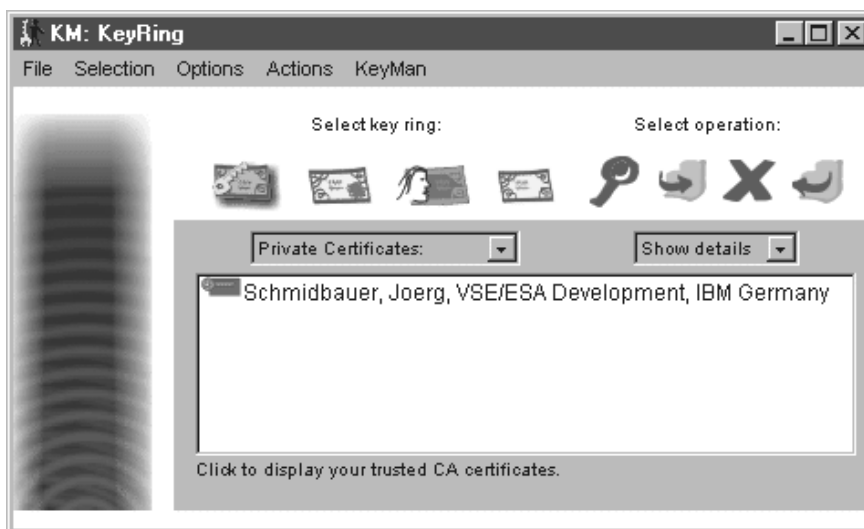 KM: KeyRing
File Selection Options Actions KeyMan
Select key ring: Select operation:
Private Certificates: Show details
Schmidbauer, Joerg, VSE/ESA Development, IBM Germany
Click to display your trusted CA certificates.